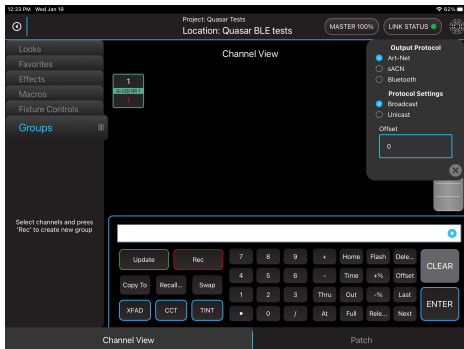 12:23 PM Wed Jan 19
62%
Project: Quasar Tests
Location: Quasar BLE tests
MASTER 100%
LINK STATUS
Looks
Favorites
Effects
Macros
Fixture Controls
Groups
Select channels and press
'Rec' to create new group
Channel View
1
Q-LED RR 1
1
Output Protocol
Art-Net
sACN
Bluetooth
Protocol Settings
Broadcast
Unicast
Offset
0
Update Rec 7 8 9 + Home Flash Dele... CLEAR
Copy To Recall... Swap 4 5 6 - Time +% Offset
1 2 3 Thru Out -% Last ENTER
XFAD CCT TINT • 0 / At Full Rele... Next
Channel View Patch